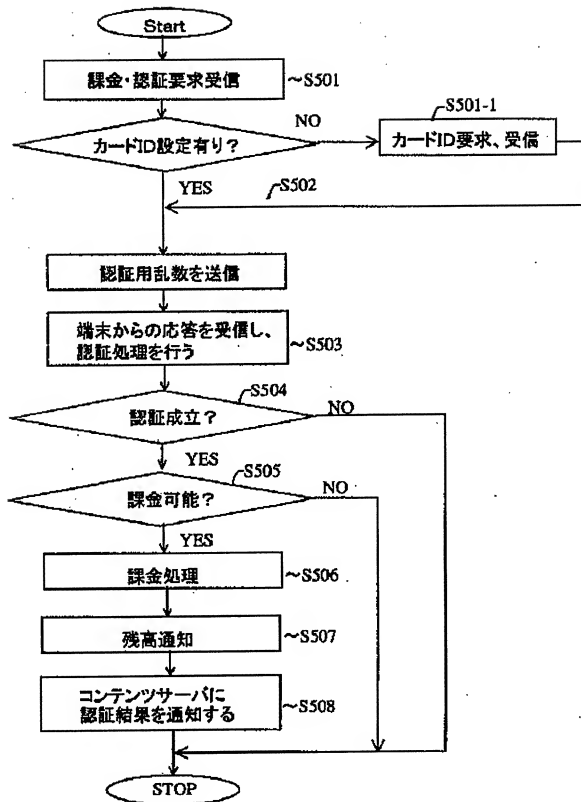 Start
課金・認証要求受信
～S501
カードID設定有り？
NO
S501-1
カードID要求、受信
YES
S502
認証用乱数を送信
端末からの応答を受信し、
認証処理を行う
～S503
S504
認証成立？
NO
YES
S505
課金可能？
NO
YES
課金処理
～S506
残高通知
～S507
コンテンツサーバに
認証結果を通知する
～S508
STOP